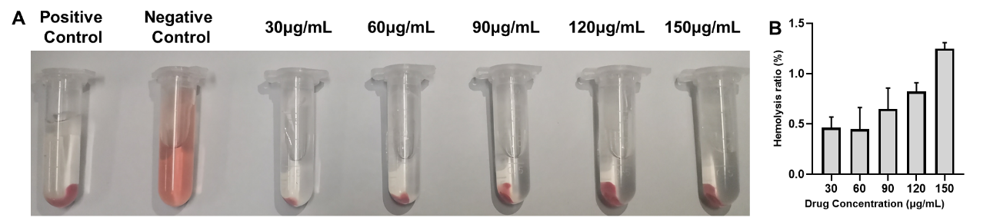 A
Positive
Control
Negative
Control
30µg/mL
60µg/mL
90µg/mL
120µg/mL
150µg/mL
B
Hemolysis ratio (%)
1.5
1.0
0.5
0.0
30 60 90 120 150
Drug Concentration (µg/mL)